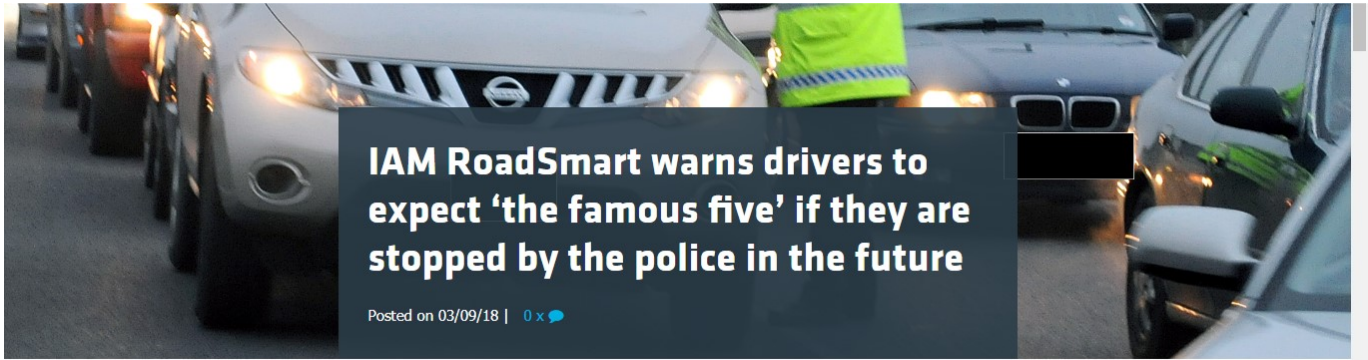 IAM RoadSmart warns drivers to
expect ‘the famous five’ if they are
stopped by the police in the future
Posted on 03/09/18 | 0 x